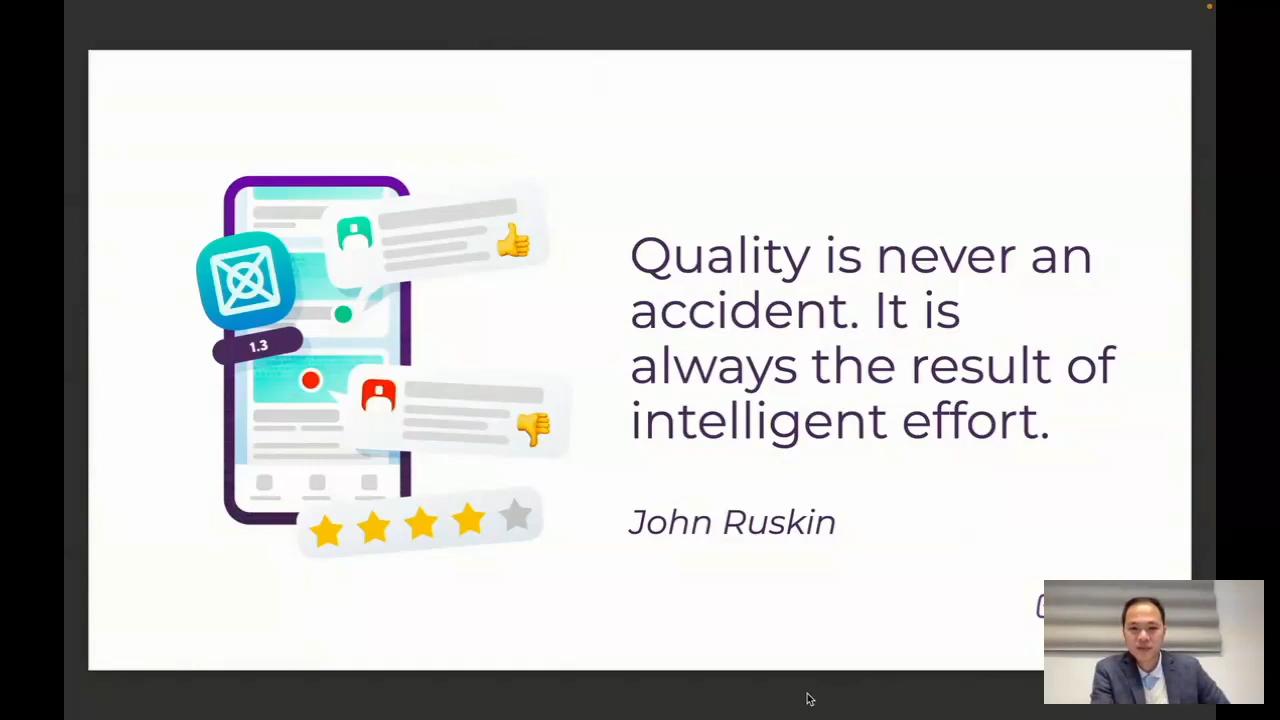 1.3
Quality is never an
accident. It is
always the result of
intelligent effort.
John Ruskin